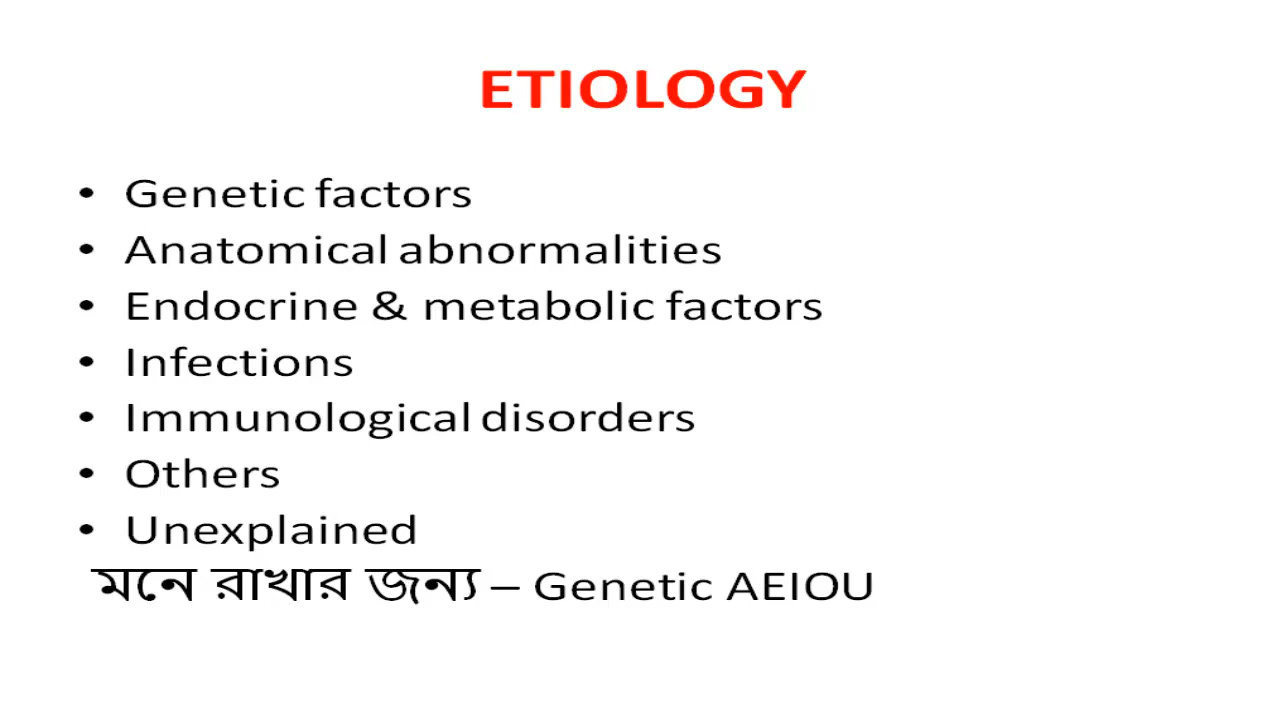 ETIOLOGY
• Genetic factors
• Anatomical abnormalities
• Endocrine & metabolic factors
• Infections
• Immunological disorders
• Others
• Unexplained
মনে রাখার জন্য – Genetic AEIOU